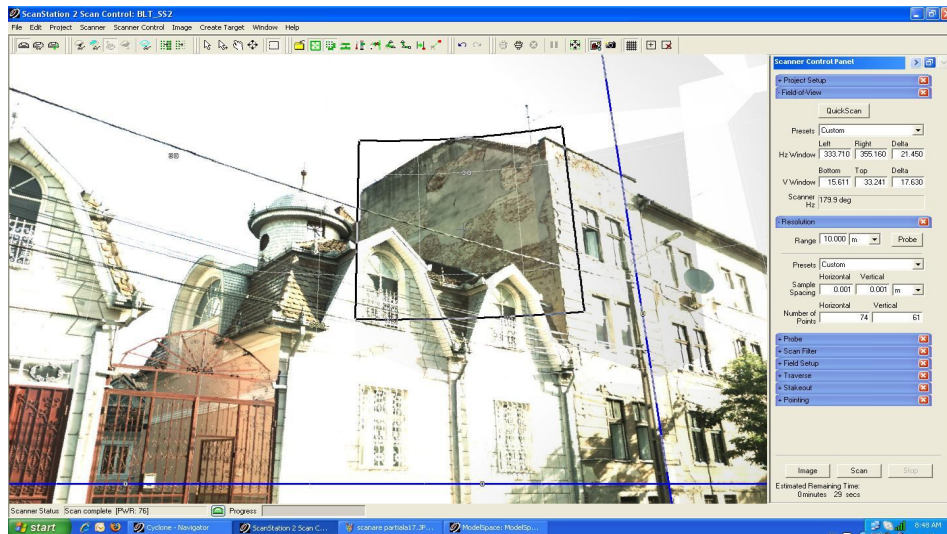 ScanStation 2 Scan Control: BLT_SS2
File Edit Project Scanner Scanner Control Image Create Target Window Help
Scanner Control Panel
+ Project Setup
- Field-of-View
QuickScan
Presets Custom
Left Right Delta
Hz Window 333.710 355.160 21.450
Bottom Top Delta
V Window 15.611 33.241 17.630
Scanner Hz 179.9 deg
- Resolution
Range 10.000 m Probe
Presets Custom
Horizontal Vertical
Sample Spacing 0.001 0.001 m
Horizontal Vertical
Number of Points 74 61
+ Probe
+ Scan Filter
+ Field Setup
+ Traverse
+ Stakeout
+ Pointing
Image Scan Stop
Estimated Remaining Time:
0minutes 29 secs
Scanner Status Scan complete [PWR: 76] Progress
start Cyclone - Navigator ScanStation 2 Scan C... scanare partiala17.JP... ModelSpace: ModelSp... 8:48 AM